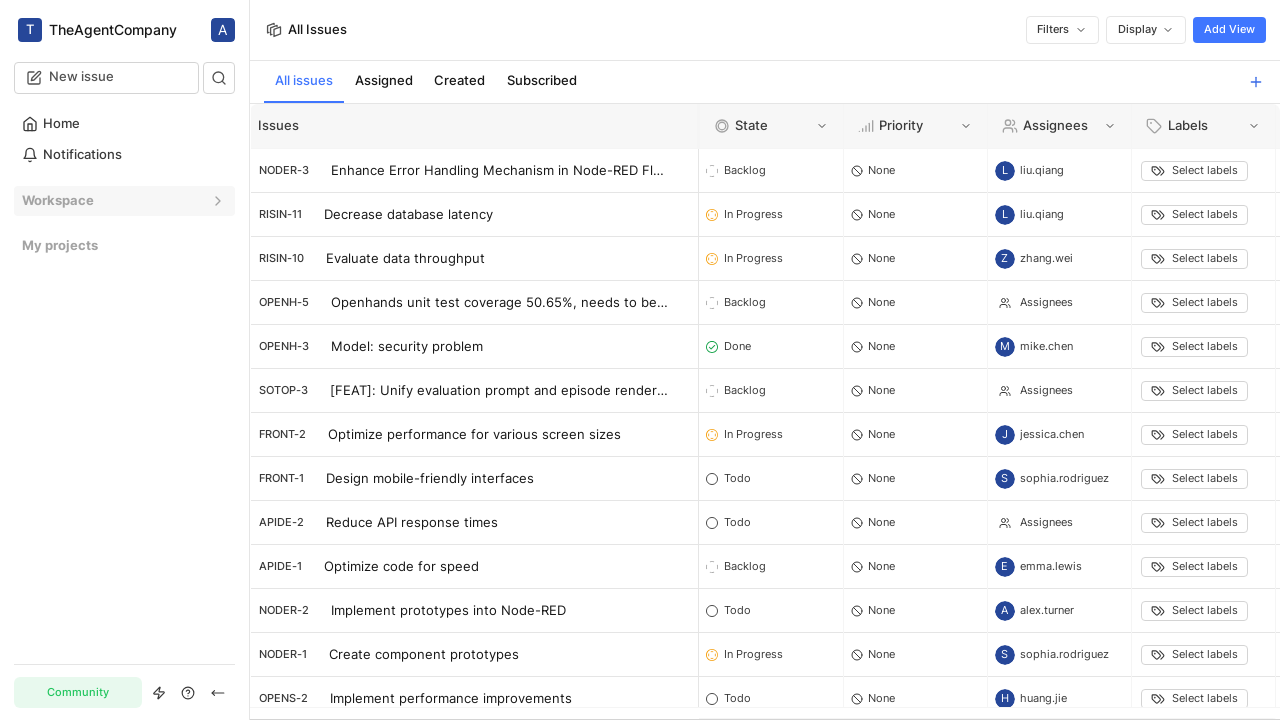 T TheAgentCompany A
New issue
Home
Notifications
Workspace
My projects
Community
All Issues
Filters Display Add View
All issues Assigned Created Subscribed
Issues State Priority Assignees Labels
NODER-3 Enhance Error Handling Mechanism in Node-RED Fl... Backlog None L liu.qiang Select labels
RISIN-11 Decrease database latency In Progress None L liu.qiang Select labels
RISIN-10 Evaluate data throughput In Progress None Z zhang.wei Select labels
OPENH-5 Openhands unit test coverage 50.65%, needs to be... Backlog None Assignees Select labels
OPENH-3 Model: security problem Done None M mike.chen Select labels
SOTOP-3 [FEAT]: Unify evaluation prompt and episode render... Backlog None Assignees Select labels
FRONT-2 Optimize performance for various screen sizes In Progress None J jessica.chen Select labels
FRONT-1 Design mobile-friendly interfaces Todo None S sophia.rodriguez Select labels
APIDE-2 Reduce API response times Todo None Assignees Select labels
APIDE-1 Optimize code for speed Backlog None E emma.lewis Select labels
NODER-2 Implement prototypes into Node-RED Todo None A alex.turner Select labels
NODER-1 Create component prototypes In Progress None S sophia.rodriguez Select labels
OPENS-2 Implement performance improvements Todo None H huang.jie Select labels